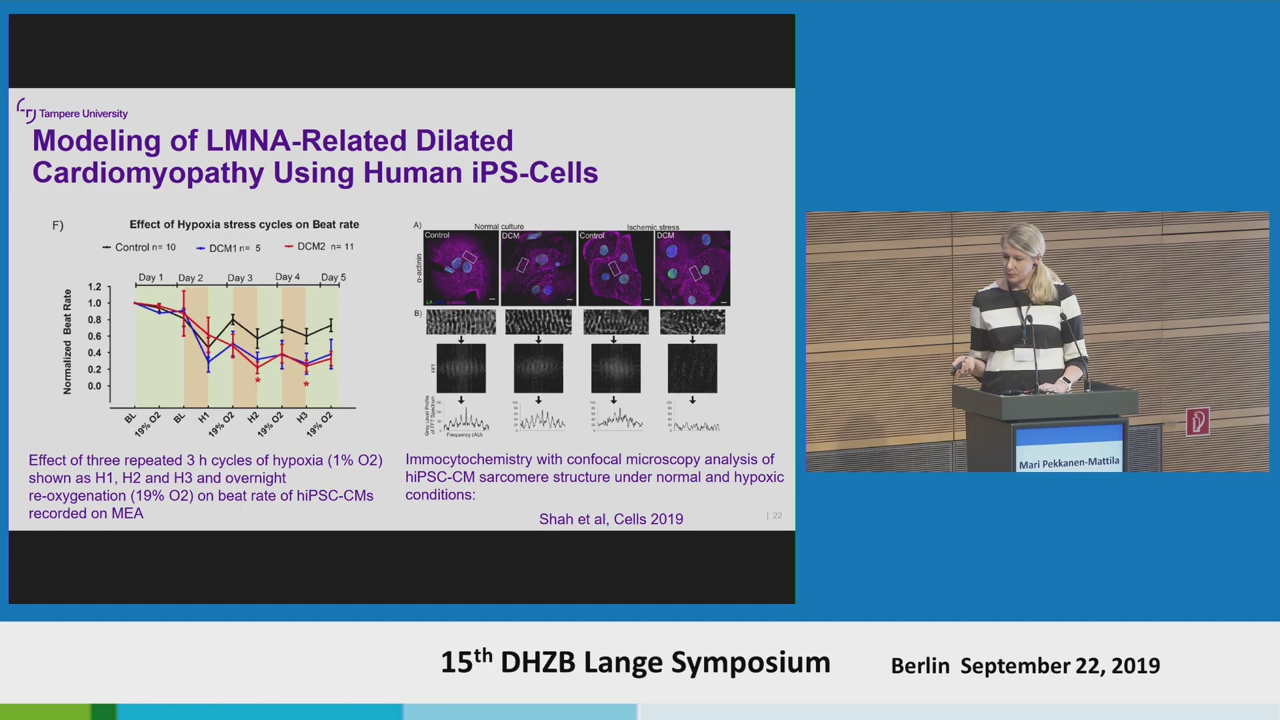 Tampere University
Modeling of LMNA-Related Dilated
Cardiomyopathy Using Human iPS-Cells
F)
Effect of Hypoxia stress cycles on Beat rate
Control n= 10
DCM1 n= 5
DCM2 n= 11
Day 1
Day 2
Day 3
Day 4
Day 5
Normalized Beat Rate
1.2
1.0
0.8
0.6
0.4
0.2
0.0
*
*
BL
19% O2
BL
H1
19% O2
H2
19% O2
H3
19% O2
Effect of three repeated 3 h cycles of hypoxia (1% O2)
shown as H1, H2 and H3 and overnight
re-oxygenation (19% O2) on beat rate of hiPSC-CMs
recorded on MEA
A)
Normal culture
Ischemic stress
Control
DCM
Control
DCM
α-actinin
B)
FFT
Frequency (AU)
Immocytochemistry with confocal microscopy analysis of
hiPSC-CM sarcomere structure under normal and hypoxic
conditions:
Shah et al, Cells 2019
| 22
Mari Pekkanen-Mattila
15th DHZB Lange Symposium
Berlin September 22, 2019